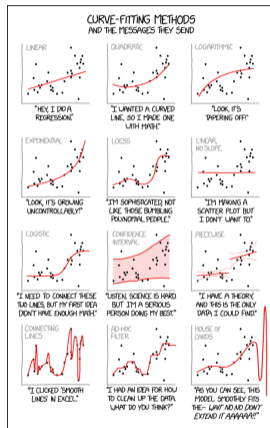 CURVE-FITTING METHODS
AND THE MESSAGES THEY SEND
LINEAR
QUADRATIC
LOGARITHMIC
"HEY, I DID A
REGRESSION."
"I WANTED A CURVED
LINE, SO I MADE ONE
WITH MATH."
"LOOK, IT'S
TAPERING OFF!"
EXPONENTIAL
LOESS
LINEAR,
NO SLOPE
"LOOK, IT'S GROWING
UNCONTROLLABLY!"
"I'M SOPHISTICATED, NOT
LIKE THOSE BUMBLING
POLYNOMIAL PEOPLE."
"I'M MAKING A
SCATTER PLOT BUT
I DON'T WANT TO."
LOGISTIC
CONFIDENCE
INTERVAL
PIECEWISE
"I NEED TO CONNECT THESE
TWO LINES, BUT MY FIRST IDEA
DIDN'T HAVE ENOUGH MATH."
"LISTEN, SCIENCE IS HARD.
BUT I'M A SERIOUS
PERSON DOING MY BEST."
"I HAVE A THEORY,
AND THIS IS THE ONLY
DATA I COULD FIND."
CONNECTING
LINES
AD-HOC
FILTER
HOUSE OF
CARDS
"I CLICKED 'SMOOTH
LINES' IN EXCEL."
"I HAD AN IDEA FOR HOW
TO CLEAN UP THE DATA.
WHAT DO YOU THINK?"
"AS YOU CAN SEE, THIS
MODEL SMOOTHLY FITS
THE- WAIT NO NO DON'T
EXTEND IT AAAAAA!!"